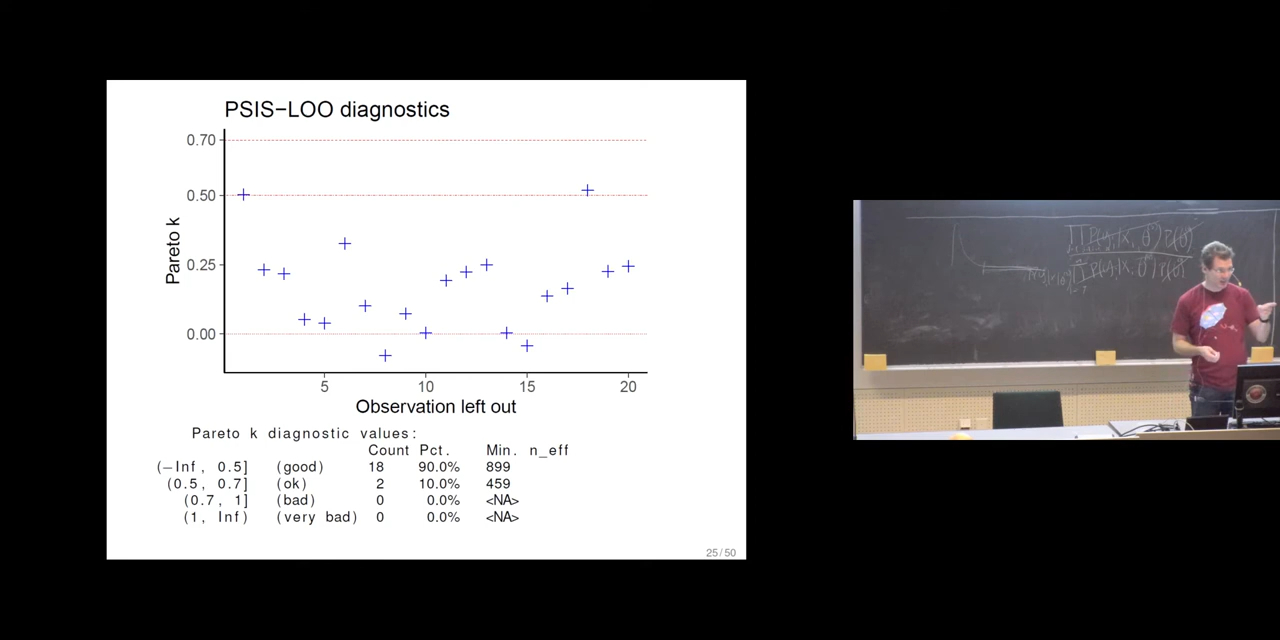 PSIS−LOO diagnostics
0.70
0.50
0.25
0.00
Pareto k
5 10 15 20
Observation left out
Pareto k diagnostic values:
Count Pct. Min. n_eff
(−Inf, 0.5] (good) 18 90.0% 899
(0.5, 0.7] (ok) 2 10.0% 459
(0.7, 1] (bad) 0 0.0% <NA>
(1, Inf) (very bad) 0 0.0% <NA>
25 / 50